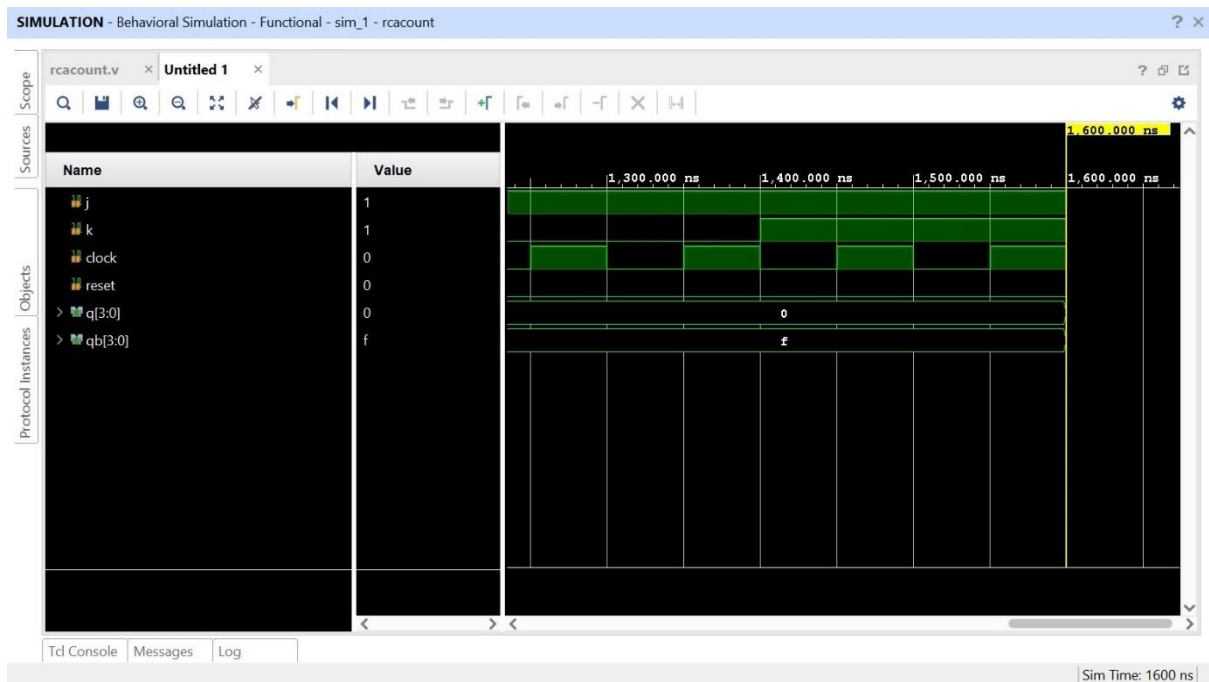 SIMULATION - Behavioral Simulation - Functional - sim_1 - rcacount
rcacount.v
Untitled 1
Scope
Sources
Objects
Protocol Instances
1,600.000 ns
Name
Value
1,300.000 ns
1,400.000 ns
1,500.000 ns
1,600.000 ns
j
1
k
1
clock
0
reset
0
q[3:0]
0
0
qb[3:0]
f
f
Tcl Console
Messages
Log
Sim Time: 1600 ns